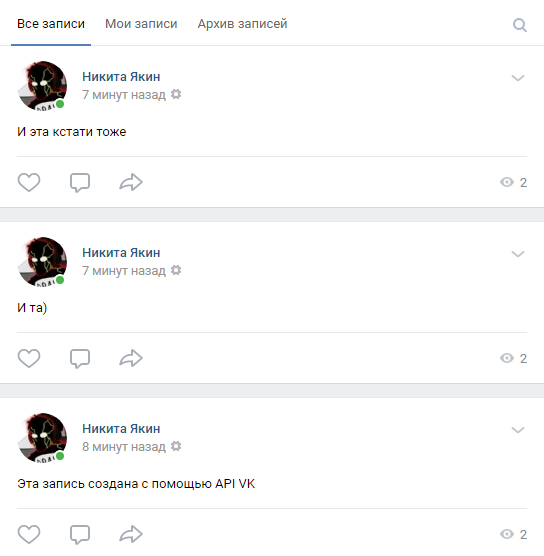 Все записи Мои записи Архив записей
Никита Якин
7 минут назад
И эта кстати тоже
2
Никита Якин
7 минут назад
И та)
2
Никита Якин
8 минут назад
Эта запись создана с помощью API VK
2